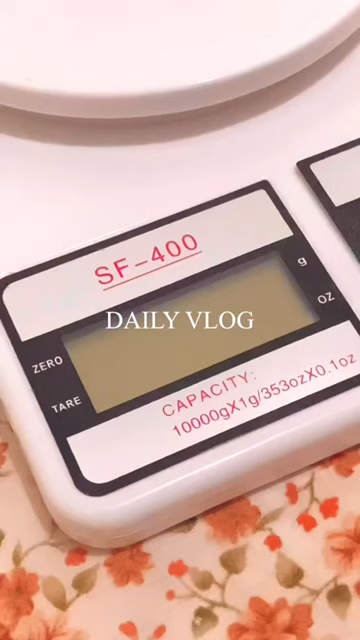 SF-400
g
DAILY VLOG
OZ
ZERO
TARE
CAPACITY:
10000gX1g/353ozX0.1oz